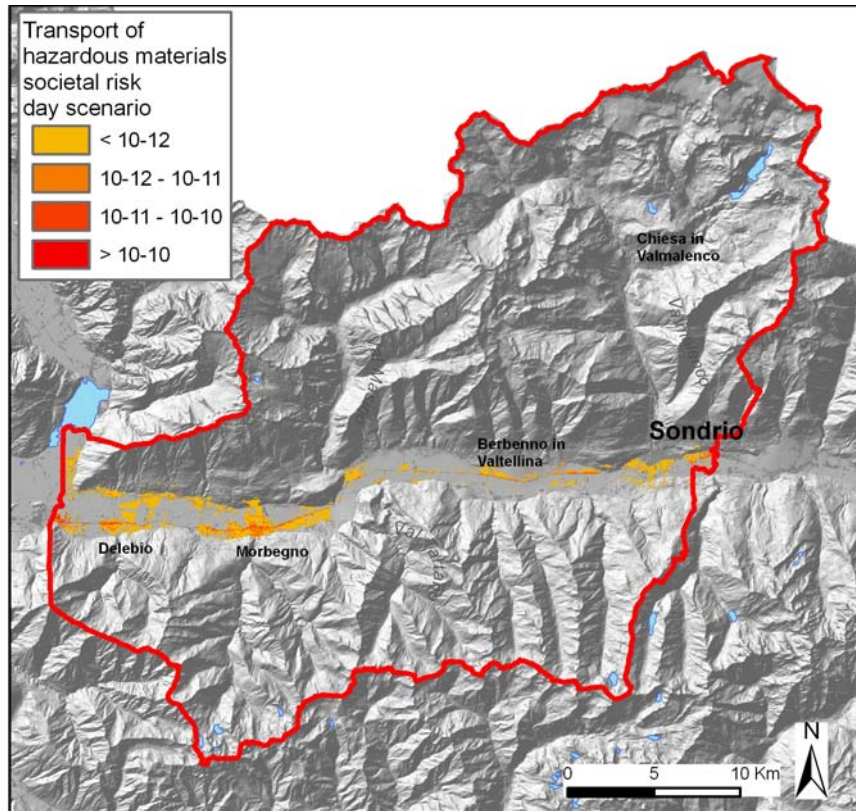 Transport of
hazardous materials
societal risk
day scenario
< 10-12
10-12 - 10-11
10-11 - 10-10
> 10-10
Chiesa in
Valmalenco
Sondrio
Berbenno in
Valtellina
Delebio
Morbegno
N
0 5 10 Km